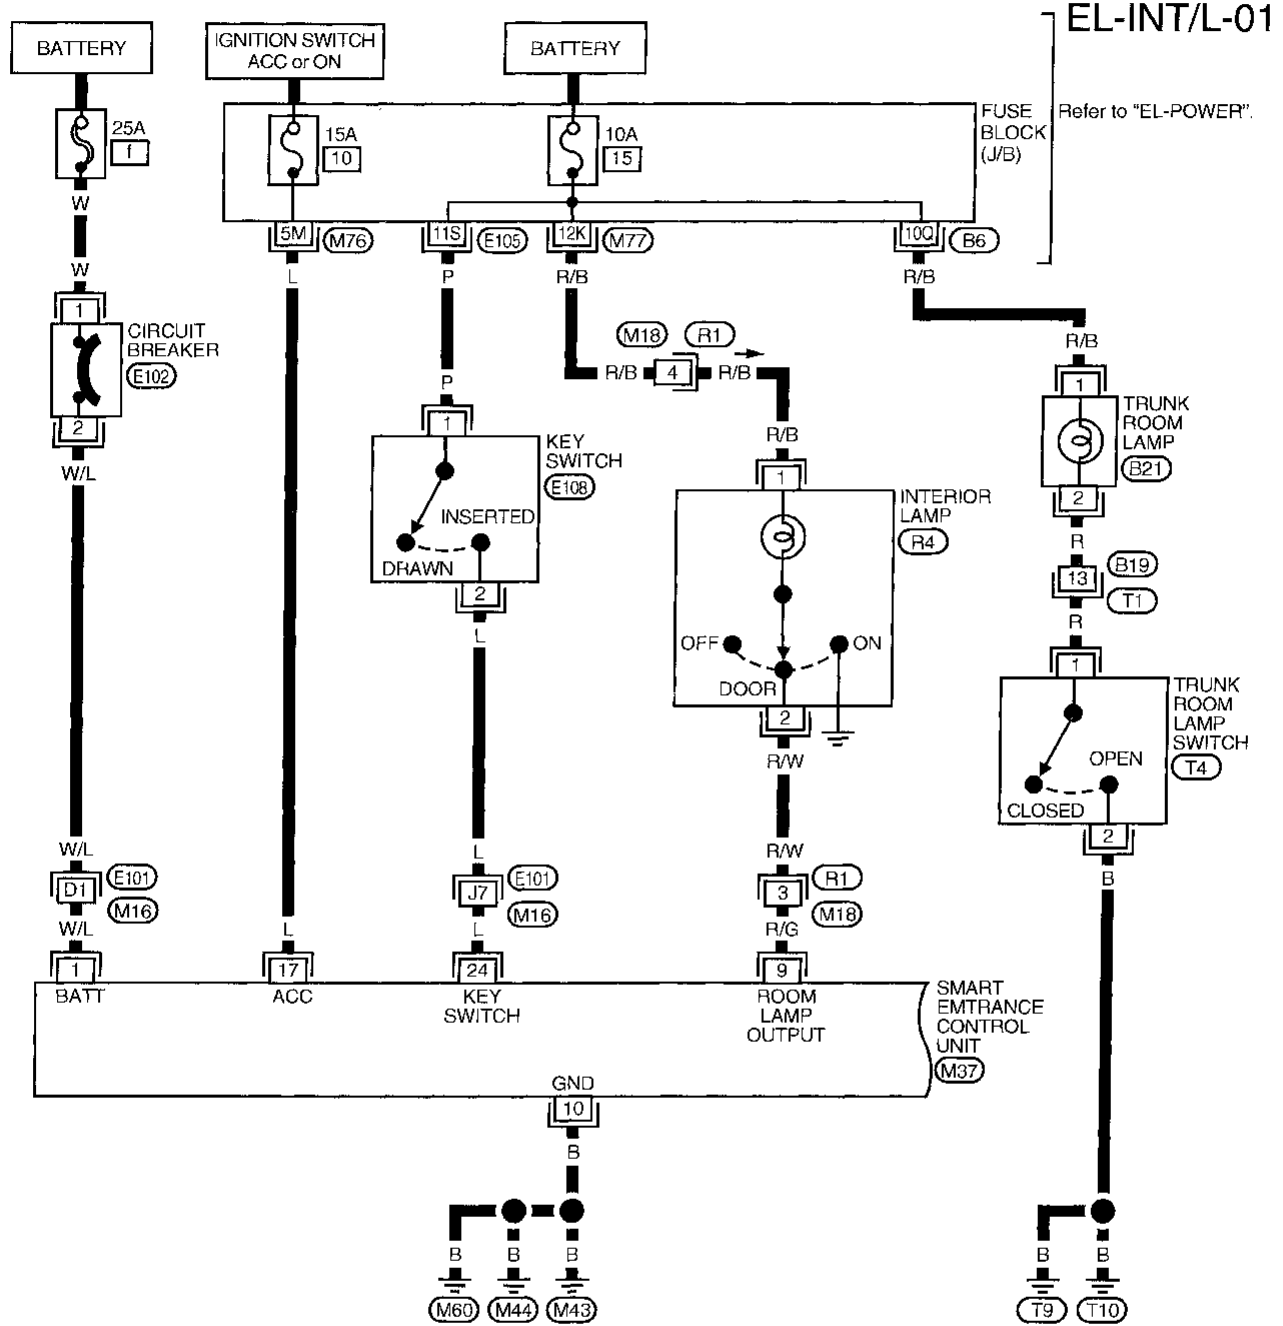 EL-INT/L-01
BATTERY
IGNITION SWITCH
ACC or ON
BATTERY
Refer to "EL-POWER".
FUSE
BLOCK
(J/B)
25A
f
15A
10
10A
15
W
5M
M76
11S
E105
12K
M77
10Q
B6
W
L
P
R/B
R/B
1
CIRCUIT
BREAKER
E102
2
W/L
M18
R1
R/B
4
R/B
P
R/B
R/B
1
KEY
SWITCH
E108
INSERTED
DRAWN
2
L
1
INTERIOR
LAMP
R4
OFF
ON
DOOR
2
R/W
1
TRUNK
ROOM
LAMP
B21
2
R
13
B19
T1
R
1
TRUNK
ROOM
LAMP
SWITCH
T4
OPEN
CLOSED
2
B
W/L
L
R/W
D1
E101
M16
J7
E101
M16
3
R1
M18
W/L
L
L
R/G
1
17
24
9
BATT
ACC
KEY
SWITCH
ROOM
LAMP
OUTPUT
SMART
EMTRANCE
CONTROL
UNIT
M37
GND
10
B
B
B
B
B
B
M60
M44
M43
T9
T10